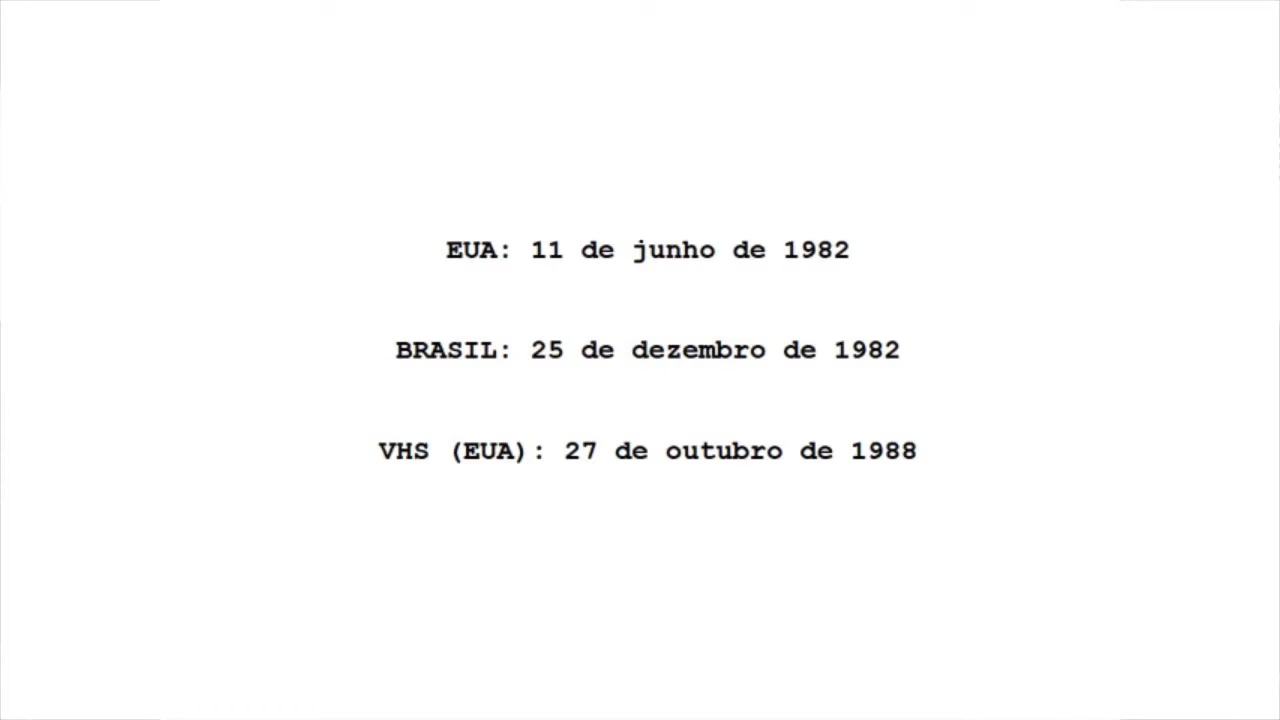 EUA: 11 de junho de 1982
BRASIL: 25 de dezembro de 1982
VHS (EUA): 27 de outubro de 1988